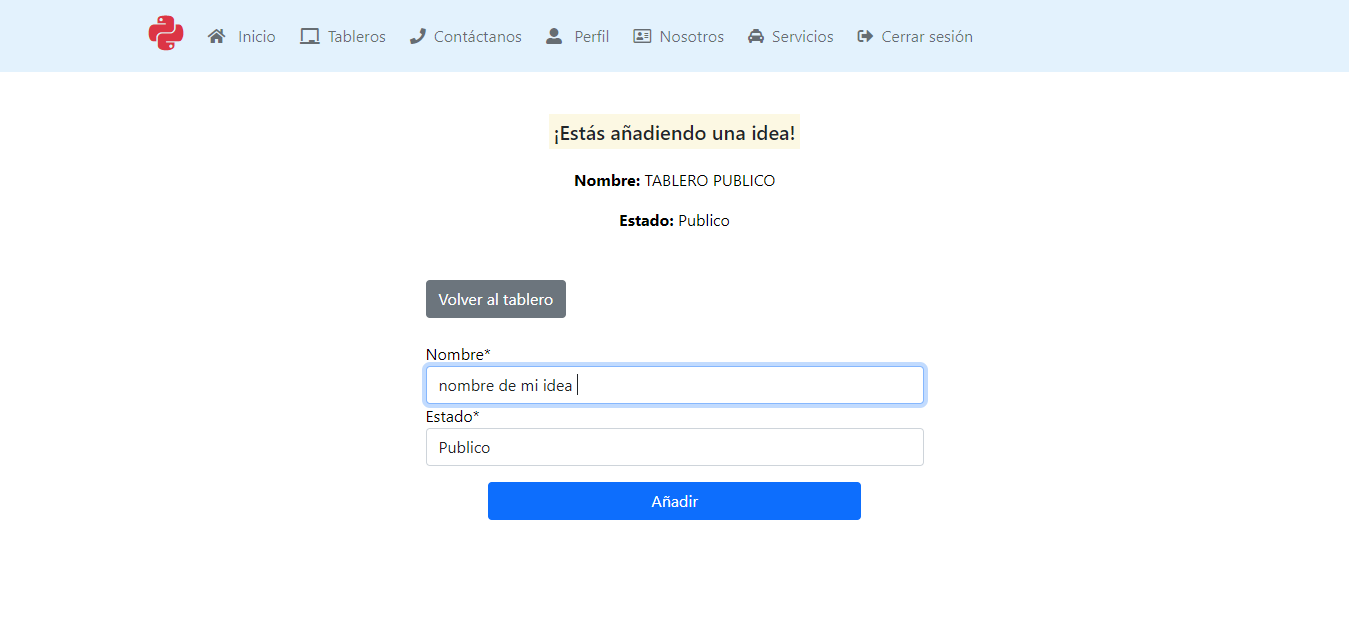 Inicio Tableros Contáctanos Perfil Nosotros Servicios Cerrar sesión
¡Estás añadiendo una idea!
Nombre: TABLERO PUBLICO
Estado: Publico
Volver al tablero
Nombre*
nombre de mi idea
Estado*
Publico
Añadir